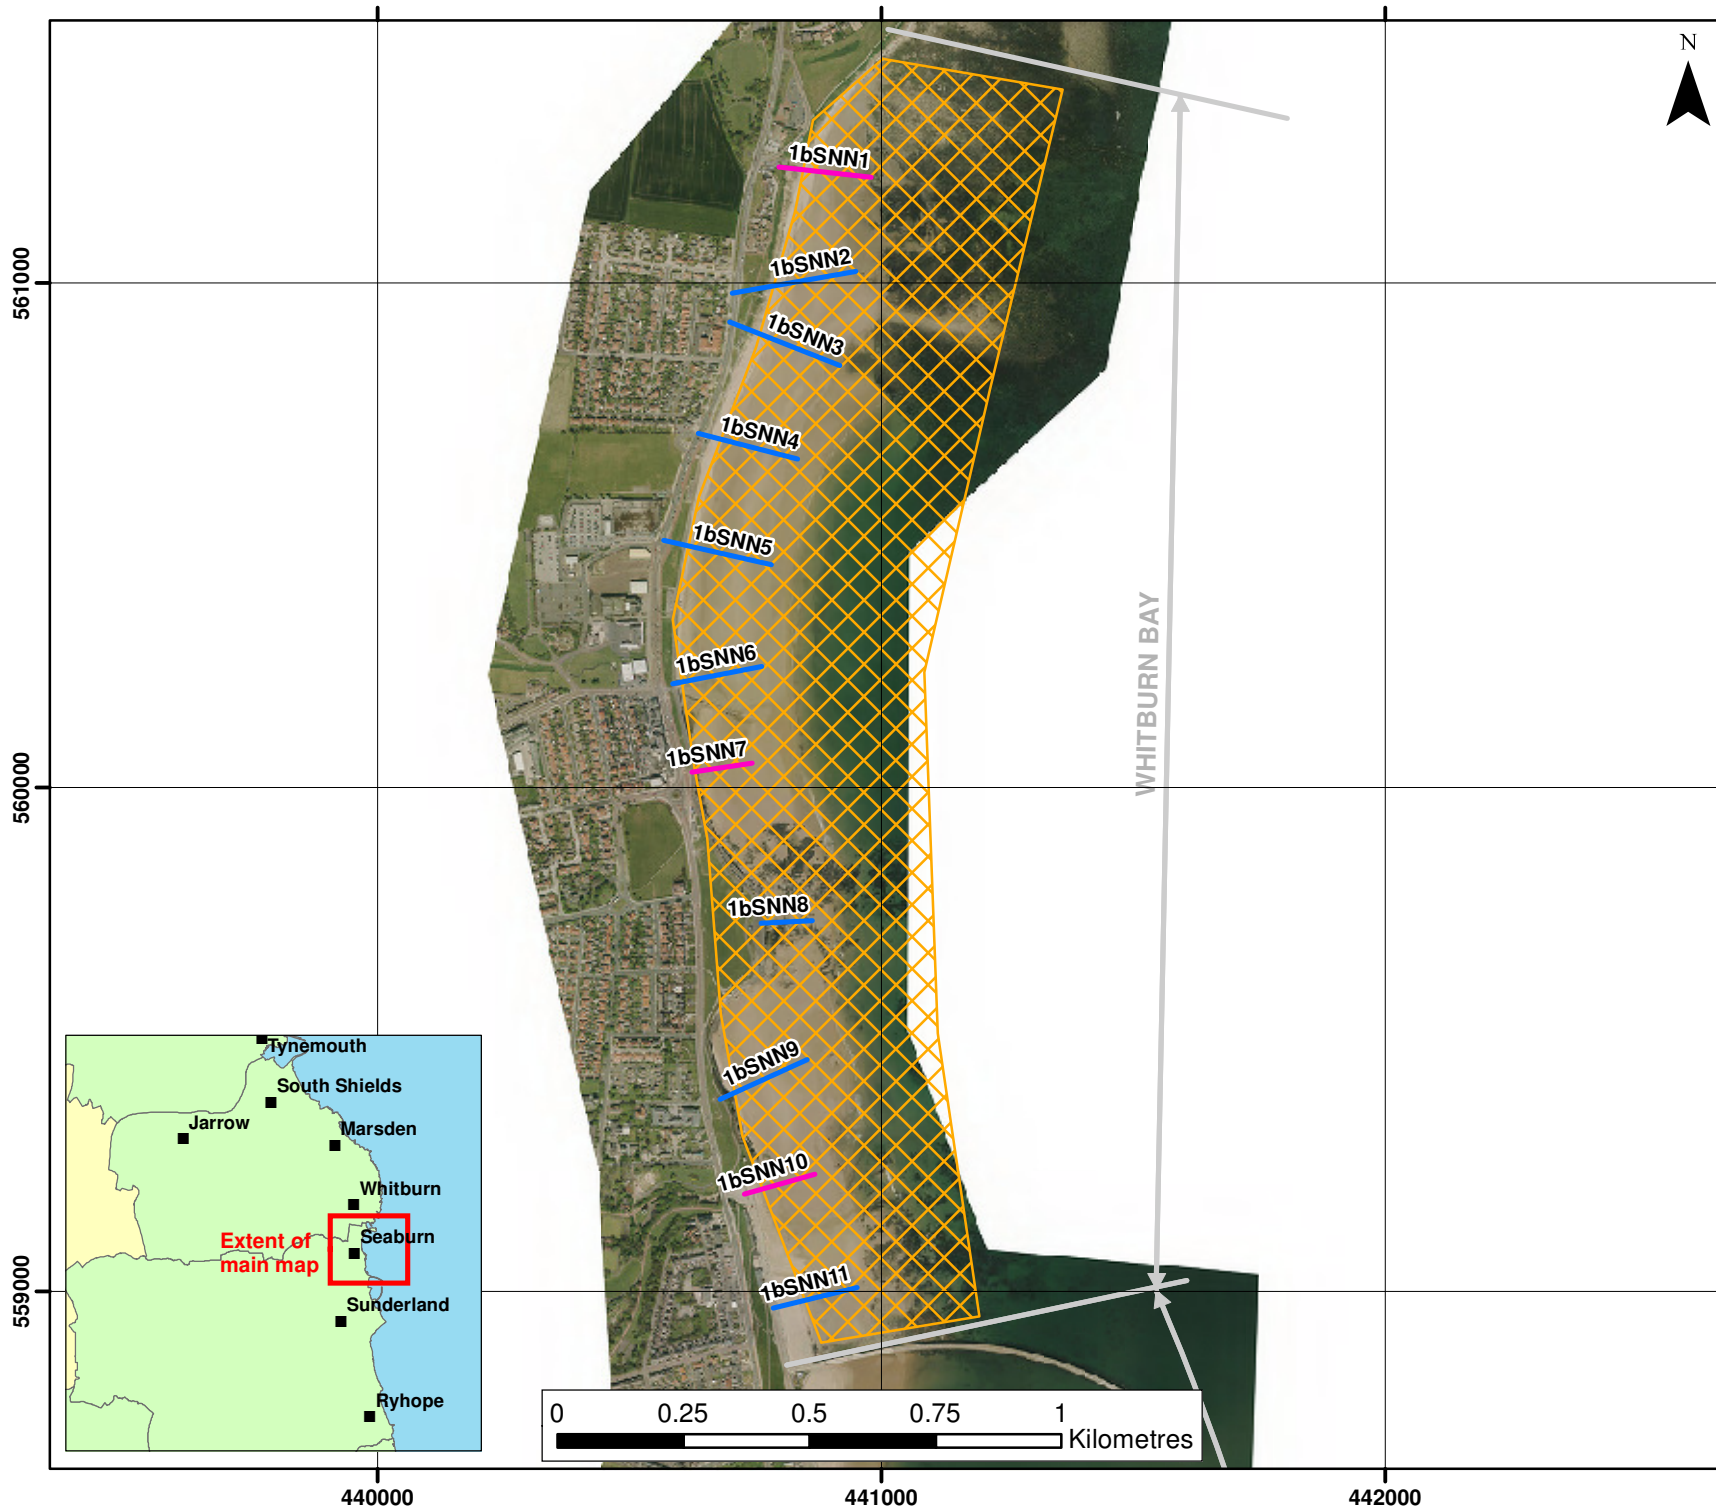 N
1bSNN1
1bSNN2
561000
1bSNN3
1bSNN4
1bSNN5
WHITBURN BAY
1bSNN6
1bSNN7
560000
1bSNN8
1bSNN9
1bSNN10
1bSNN11
559000
Tynemouth
South Shields
Jarrow
Marsden
Whitburn
Extent of
main map
Seaburn
Sunderland
Ryhope
0 0.25 0.5 0.75 1
Kilometres
440000 441000 442000